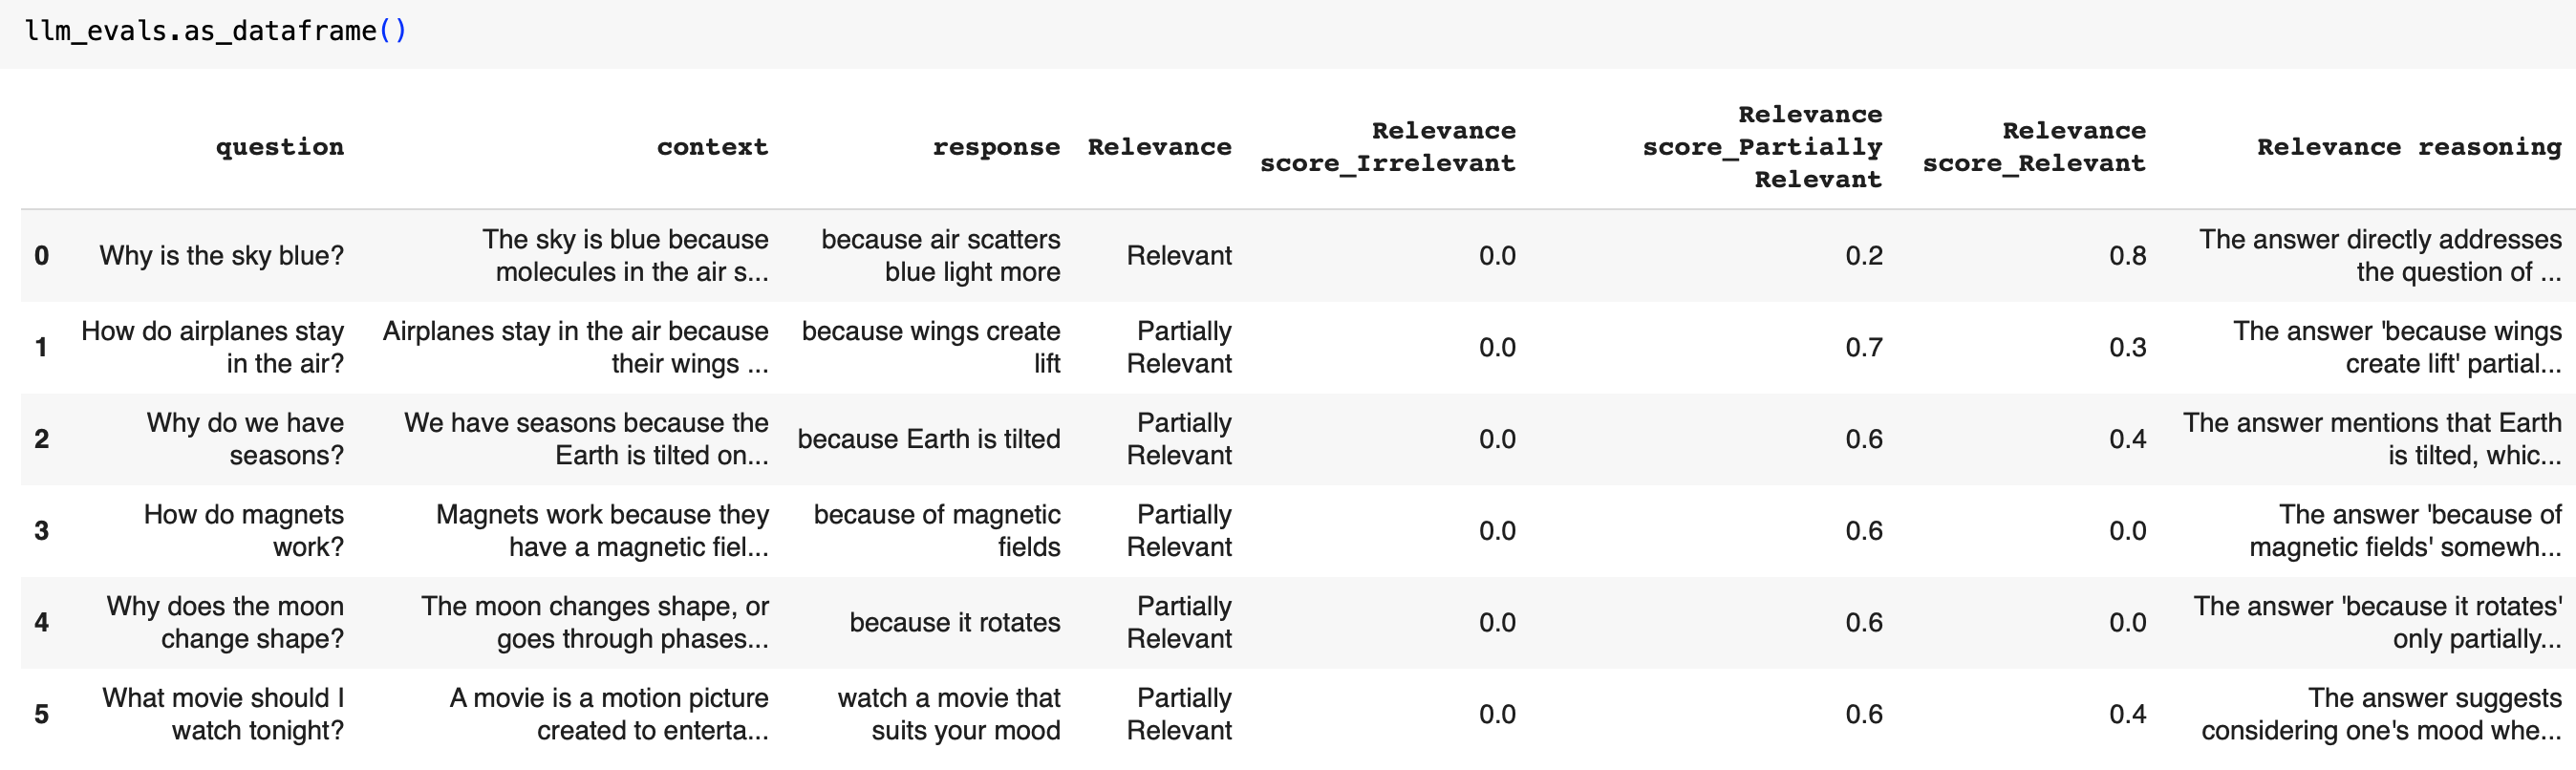 llm_evals.as_dataframe()
question context response Relevance Relevance score_Irrelevant Relevance score_Partially Relevant Relevance score_Relevant Relevance reasoning
0 Why is the sky blue? The sky is blue because molecules in the air s... because air scatters blue light more Relevant 0.0 0.2 0.8 The answer directly addresses the question of ...
1 How do airplanes stay in the air? Airplanes stay in the air because their wings ... because wings create lift Partially Relevant 0.0 0.7 0.3 The answer 'because wings create lift' partial...
2 Why do we have seasons? We have seasons because the Earth is tilted on... because Earth is tilted Partially Relevant 0.0 0.6 0.4 The answer mentions that Earth is tilted, whic...
3 How do magnets work? Magnets work because they have a magnetic fiel... because of magnetic fields Partially Relevant 0.0 0.6 0.0 The answer 'because of magnetic fields' somewh...
4 Why does the moon change shape? The moon changes shape, or goes through phases... because it rotates Partially Relevant 0.0 0.6 0.0 The answer 'because it rotates' only partially...
5 What movie should I watch tonight? A movie is a motion picture created to enterta... watch a movie that suits your mood Partially Relevant 0.0 0.6 0.4 The answer suggests considering one's mood whe...